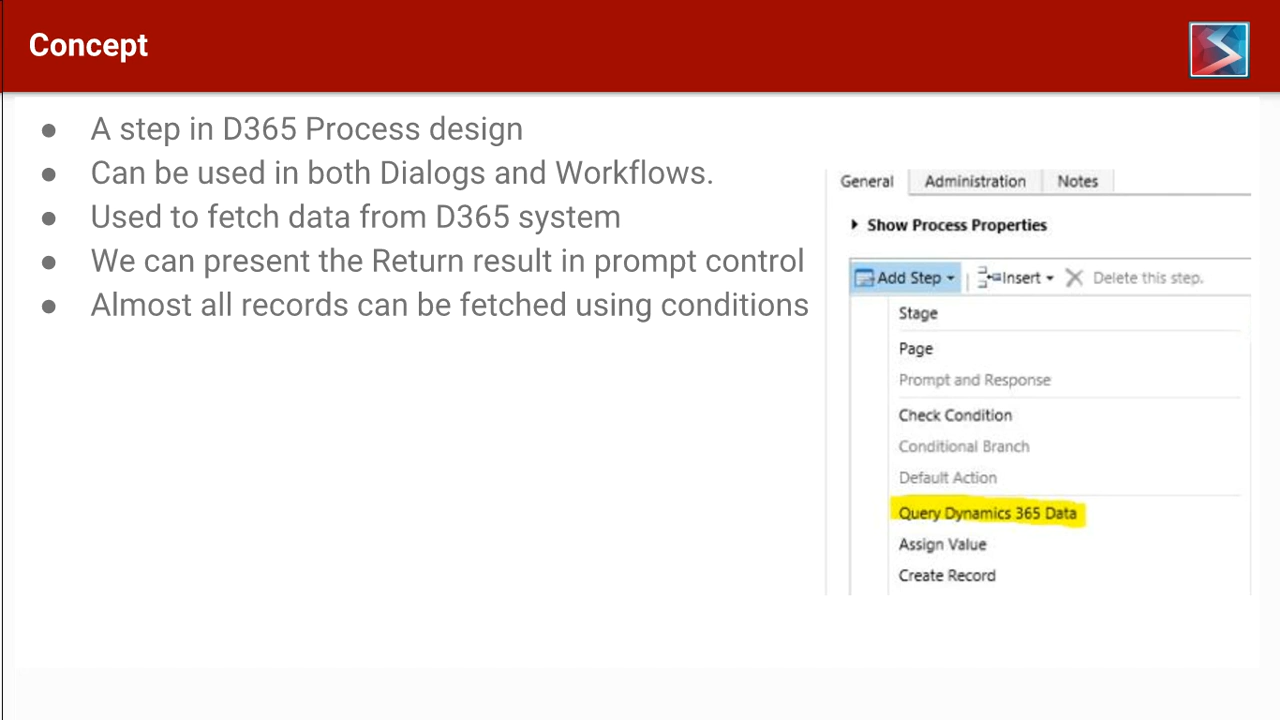 Concept
● A step in D365 Process design
● Can be used in both Dialogs and Workflows.
● Used to fetch data from D365 system
● We can present the Return result in prompt control
● Almost all records can be fetched using conditions
General Administration Notes
Show Process Properties
Add Step Insert Delete this step.
Stage
Page
Prompt and Response
Check Condition
Conditional Branch
Default Action
Query Dynamics 365 Data
Assign Value
Create Record